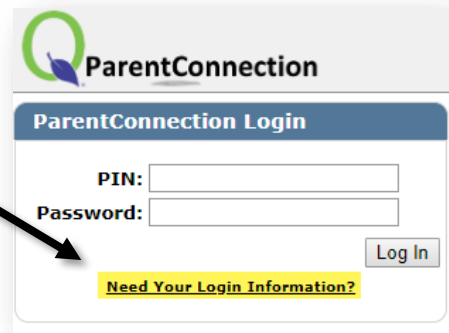 ParentConnection
ParentConnection Login
PIN:
Password:
Log In
Need Your Login Information?